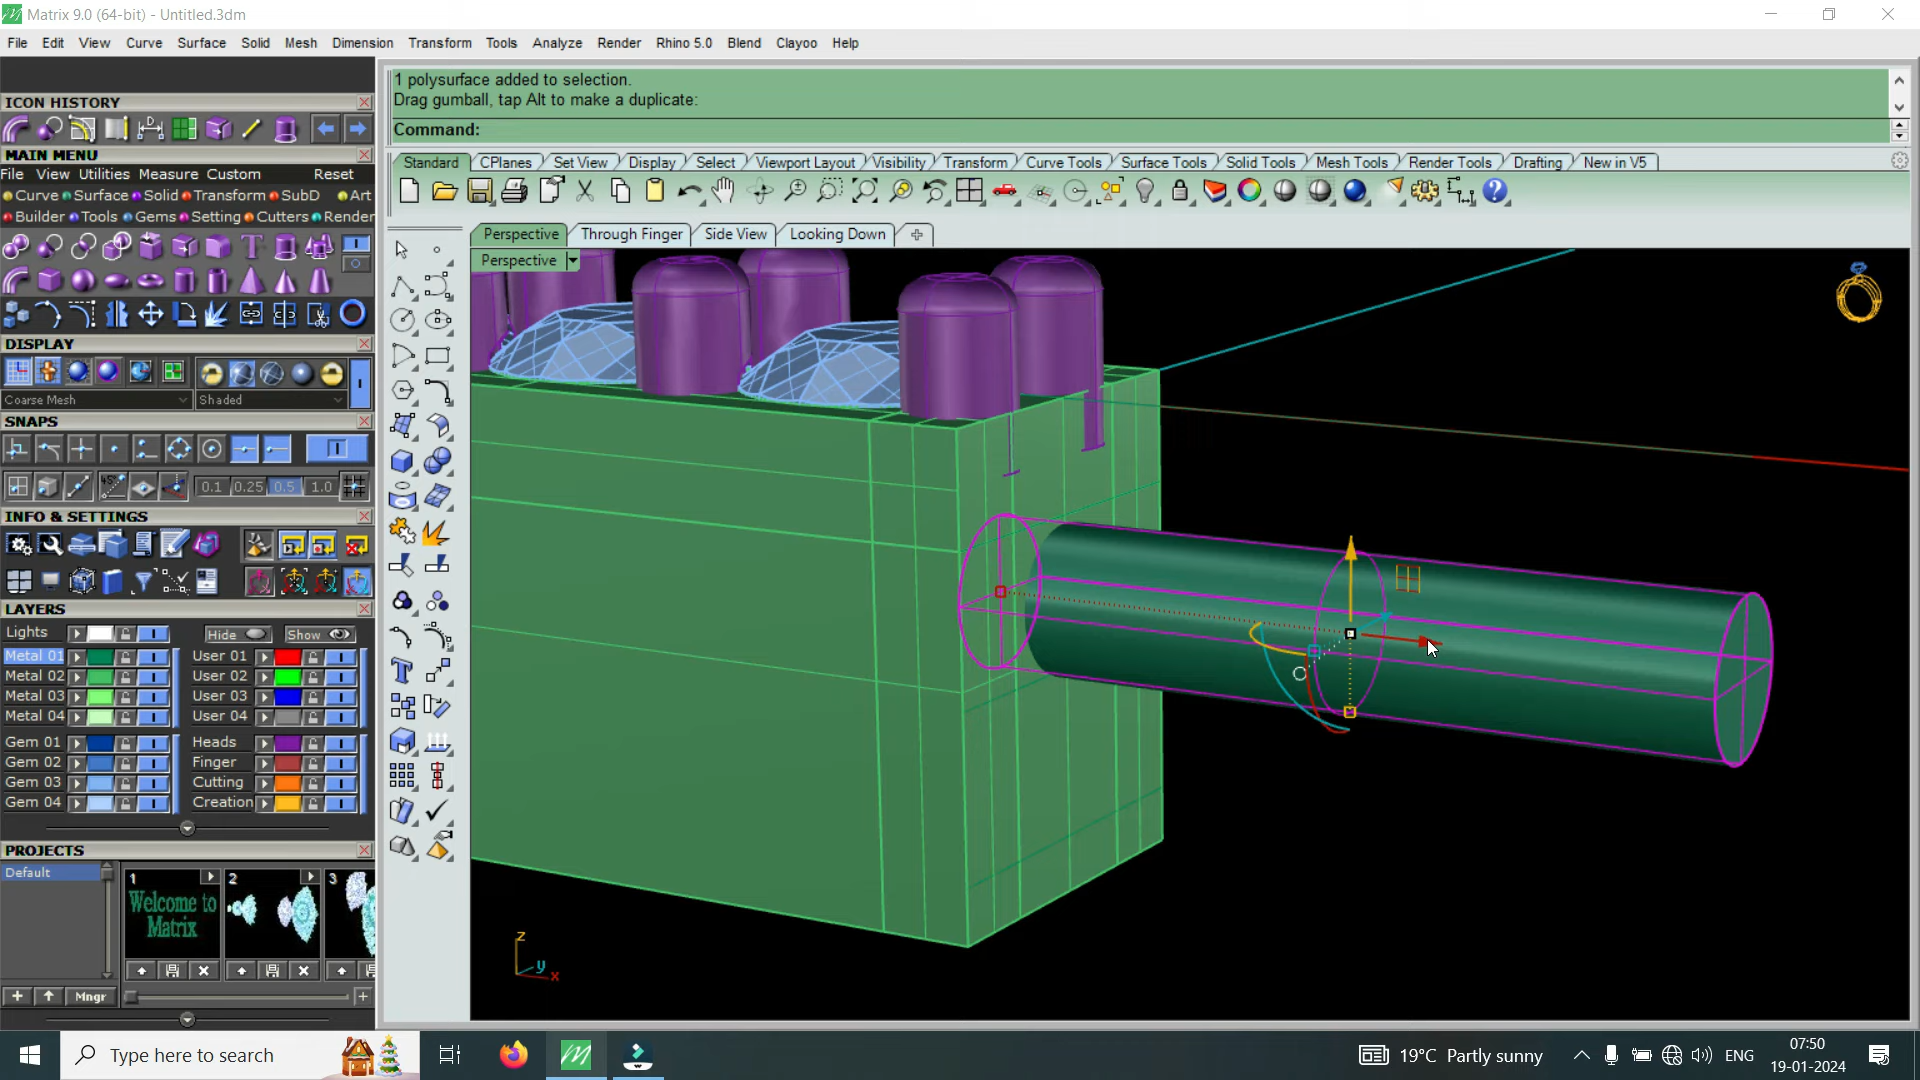 Matrix 9.0 (64-bit) - Untitled.3dm
File Edit View Curve Surface Solid Mesh Dimension Transform Tools Analyze Render Rhino 5.0 Blend Clayoo Help
1 polysurface added to selection.
Drag gumball, tap Alt to make a duplicate:
Command:
ICON HISTORY
MAIN MENU
File View Utilities Measure Custom Reset
Curve Surface Solid Transform SubD Art
Builder Tools Gems Setting Cutters Render
Standard CPlanes Set View Display Select Viewport Layout Visibility Transform Curve Tools Surface Tools Solid Tools Mesh Tools Render Tools Drafting New in V5
Perspective Through Finger Side View Looking Down
Perspective
DISPLAY
Coarse Mesh Shaded
SNAPS
45°
0.1 0.25 0.5 1.0
INFO & SETTINGS
LAYERS
Lights Hide Show
Metal 01 User 01
Metal 02 User 02
Metal 03 User 03
Metal 04 User 04
Gem 01 Heads
Gem 02 Finger
Gem 03 Cutting
Gem 04 Creation
PROJECTS
Default
1 2 3
Welcome to
Matrix
Mngr
z
y
x
Type here to search
19°C Partly sunny
ENG
07:50
19-01-2024